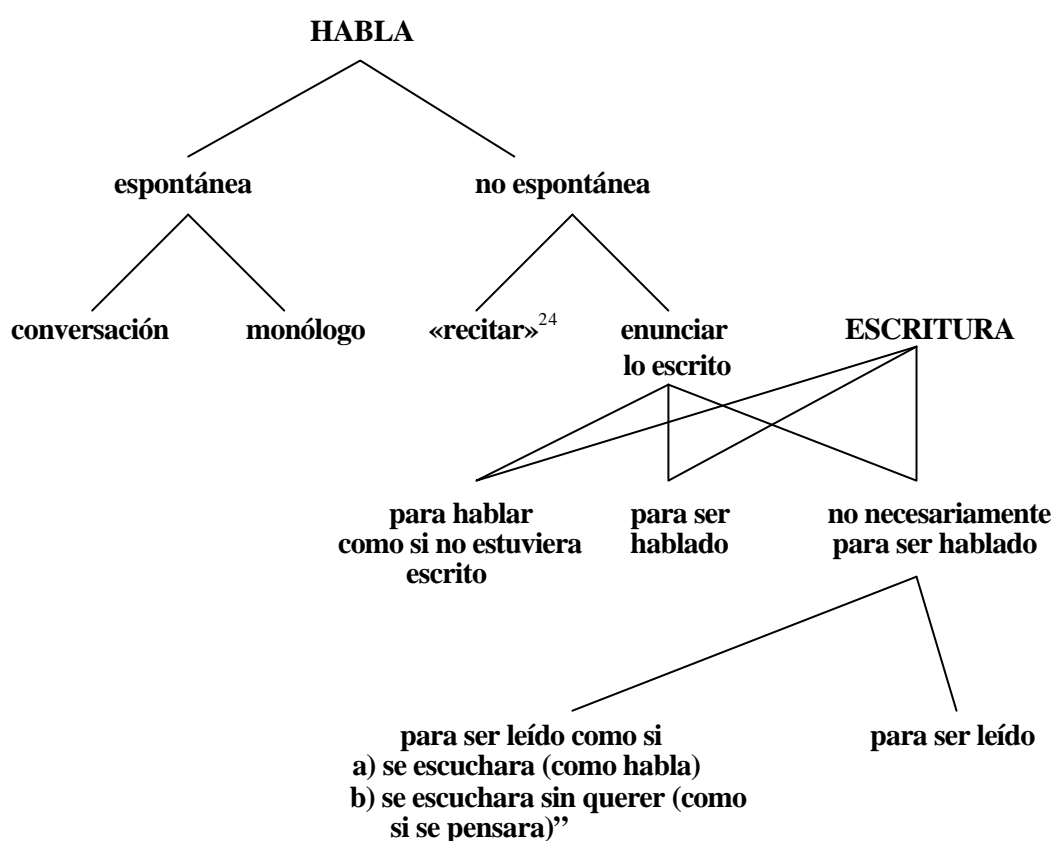 HABLA
espontánea no espontánea
conversación monólogo «recitar»24 enunciar ESCRITURA
lo escrito
para hablar para ser no necesariamente
como si no estuviera hablado para ser hablado
escrito
para ser leído como si para ser leído
a) se escuchara (como habla)
b) se escuchara sin querer (como
si se pensara)”